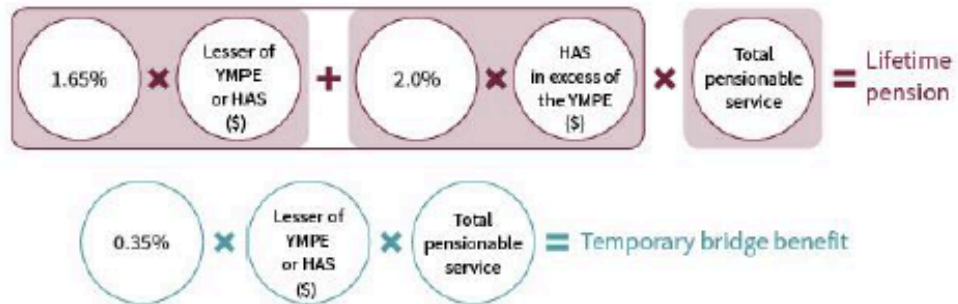 1.65%
×
Lesser of
YMPE
or HAS
($)
+
2.0%
×
HAS
in excess of
the YMPE
($)
×
Total
pensionable
service
=
Lifetime
pension
0.35%
×
Lesser of
YMPE
or HAS
($)
×
Total
pensionable
service
= Temporary bridge benefit